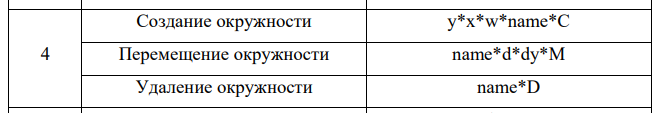 Создание окружности y*x*w*name*C
4 Перемещение окружности name*d*dy*M
Удаление окружности name*D